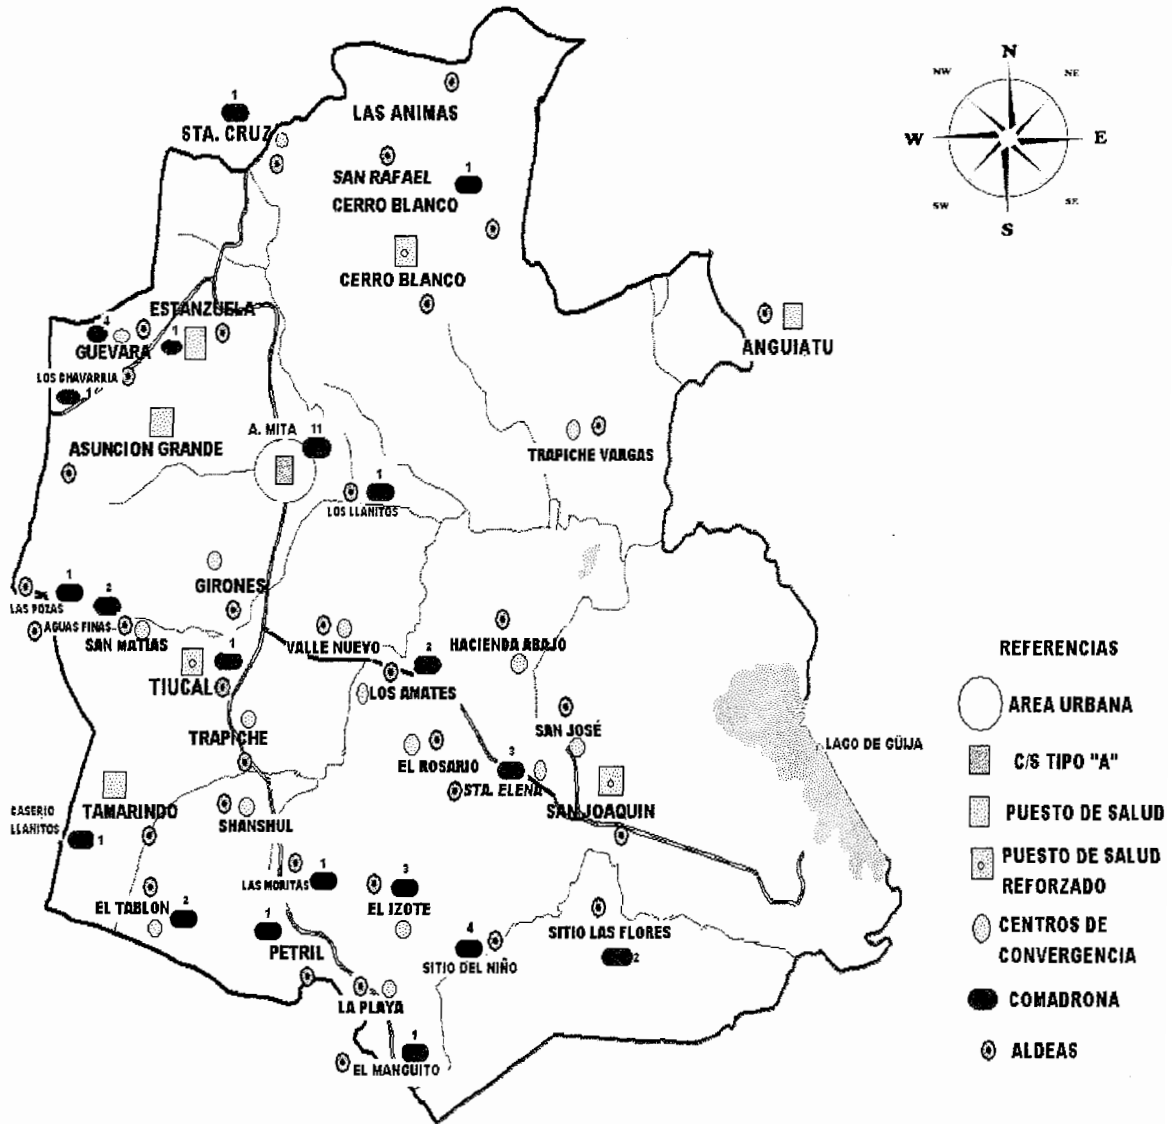 N
NW
NE
W
E
SW
SE
S
1
STA. CRUZ
LAS ANIMAS
SAN RAFAEL
1
CERRO BLANCO
CERRO BLANCO
ESTANZUELA
4
1
GUEVARA
LOS CHAVARRIA
1
ANGUIATU
ASUNCION GRANDE
A. MITA
11
TRAPICHE VARGAS
1
LOS LLANITOS
GIRONES
1
2
LAS POZAS
AGUAS FINAS
SAN MATIAS
1
TIUCAL
VALLE NUEVO
2
LOS AMATES
HACIENDA ABAJO
TRAPICHE
SAN JOSÉ
EL ROSARIO
3
STA. ELENA
SAN JOAQUIN
LAGO DE GÜIJA
TAMARINDO
CASERIO
LLANITOS
1
SHANSHUL
LAS MORITAS
1
3
EL IZOTE
EL TABLON
2
1
PETRIL
4
SITIO DEL NIÑO
SITIO LAS FLORES
2
LA PLAYA
1
EL MANGUITO
REFERENCIAS
AREA URBANA
C/S TIPO "A"
PUESTO DE SALUD
PUESTO DE SALUD
REFORZADO
CENTROS DE
CONVERGENCIA
COMADRONA
ALDEAS